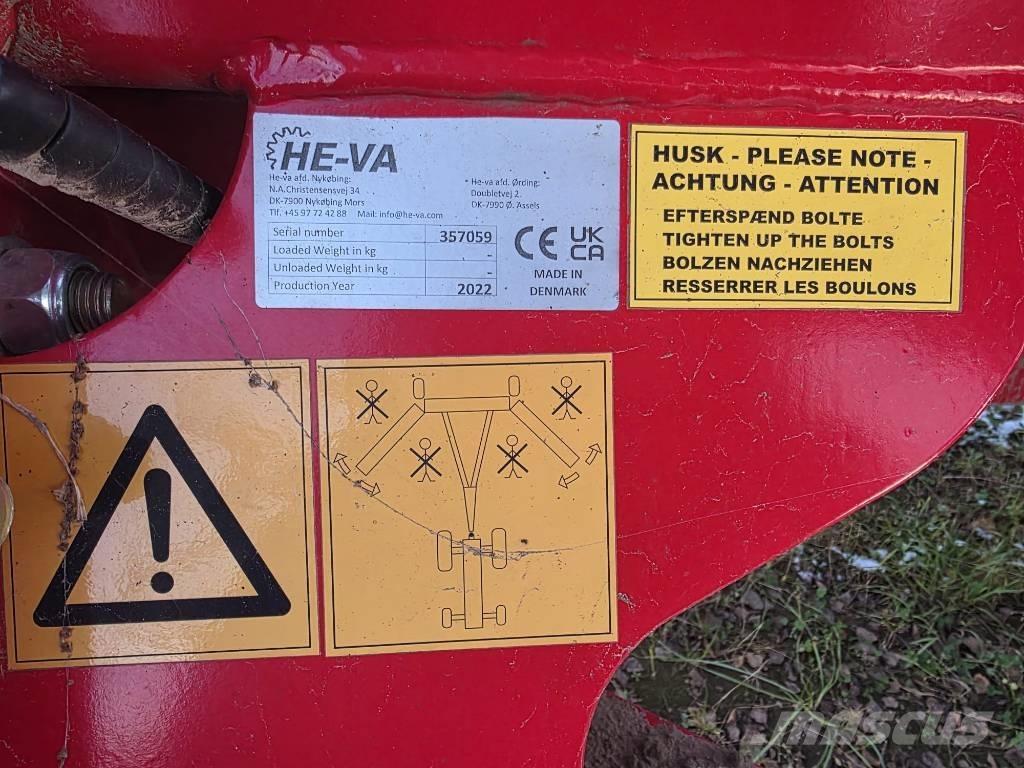 HE-VA
He-va afd. Nykøbing:
N.A.Christensensvej 34
DK-7900 Nykøbing Mors
Tlf. +45 97 72 42 88 Mail: info@he-va.com
He-va afd. Ørding:
Doubletvej 2
DK-7990 Ø. Assels
Serial number 357059
Loaded Weight in kg -
Unloaded Weight in kg -
Production Year 2022
CE UK CA
MADE IN
DENMARK
HUSK - PLEASE NOTE -
ACHTUNG - ATTENTION
EFTERSPÆND BOLTE
TIGHTEN UP THE BOLTS
BOLZEN NACHZIEHEN
RESSERRER LES BOULONS
MASCUS